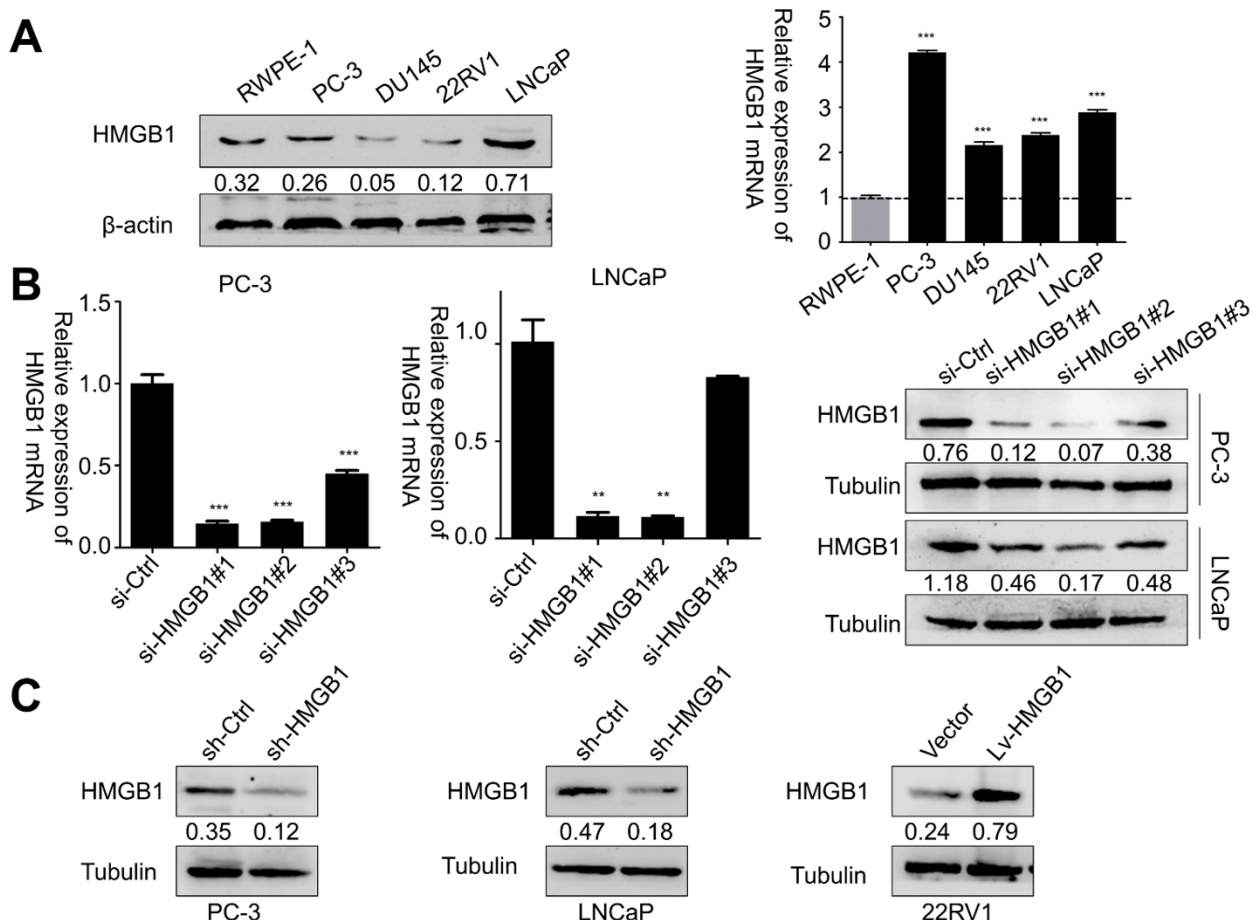 A
RWPE-1 PC-3 DU145 22RV1 LNCaP
HMGB1
0.32 0.26 0.05 0.12 0.71
β-actin
Relative expression of
HMGB1 mRNA
5
4
3
2
1
0
*** *** *** ***
RWPE-1 PC-3 DU145 22RV1 LNCaP
B
PC-3
Relative expression of
HMGB1 mRNA
1.5
1.0
0.5
0.0
*** *** ***
si-Ctrl si-HMGB1#1 si-HMGB1#2 si-HMGB1#3
LNCaP
Relative expression of
HMGB1 mRNA
1.0
0.5
0.0
** **
si-Ctrl si-HMGB1#1 si-HMGB1#2 si-HMGB1#3
si-Ctrl si-HMGB1#1 si-HMGB1#2 si-HMGB1#3
HMGB1
0.76 0.12 0.07 0.38
Tubulin
PC-3
HMGB1
1.18 0.46 0.17 0.48
Tubulin
LNCaP
C
sh-Ctrl sh-HMGB1
HMGB1
0.35 0.12
Tubulin
PC-3
sh-Ctrl sh-HMGB1
HMGB1
0.47 0.18
Tubulin
LNCaP
Vector Lv-HMGB1
HMGB1
0.24 0.79
Tubulin
22RV1